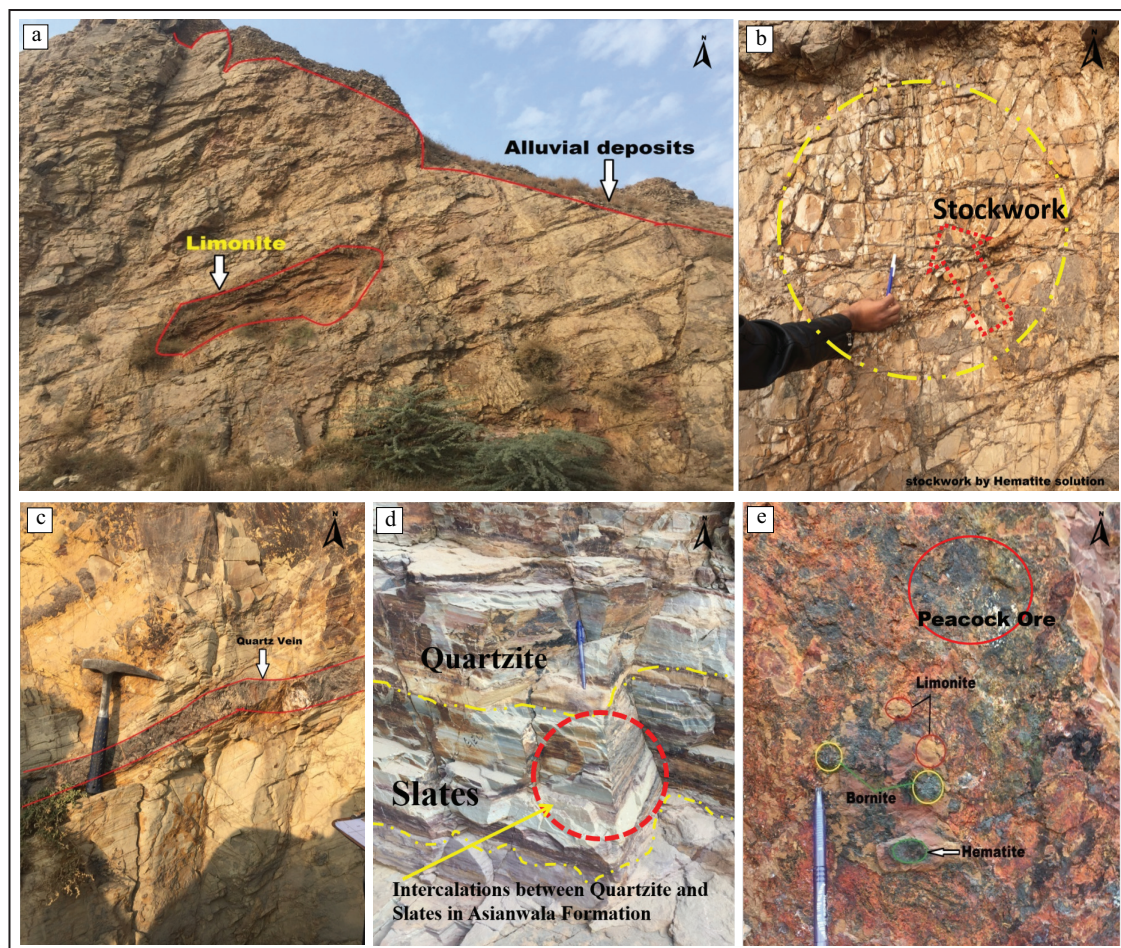 a
N
Alluvial deposits
Limonite
b
N
Stockwork
stockwork by Hematite solution
c
N
Quartz Vein
d
N
Quartzite
Slates
Intercalations between Quartzite and
Slates in Asianwala Formation
e
N
Peacock Ore
Limonite
Bornite
Hematite